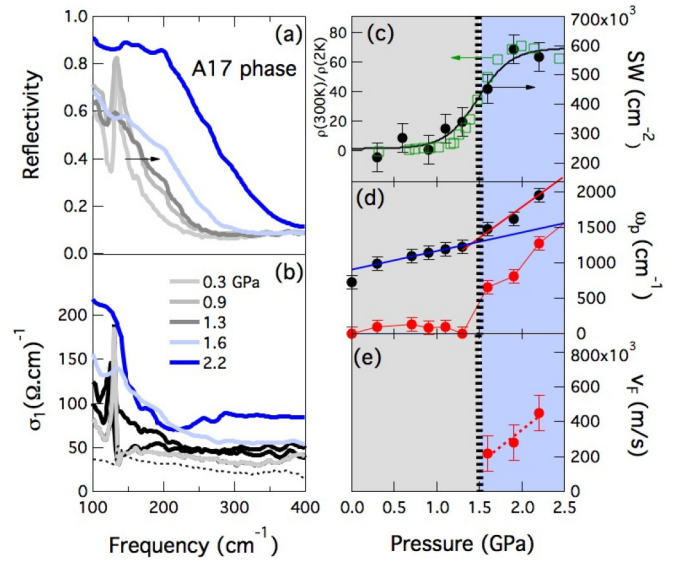 (a)
A17 phase
1.0
0.8
0.6
0.4
0.2
0.0
Reflectivity
(b)
0.3 GPa
0.9
1.3
1.6
2.2
200
150
100
50
0
σ₁(Ω.cm)⁻¹
100 200 300 400
Frequency (cm⁻¹)
(c)
80
60
40
20
0
ρ(300K)/ρ(2K)
700x10³
600
500
400
300
200
SW (cm⁻²)
(d)
2000
1500
1000
500
0
ωₚ (cm⁻¹)
(e)
800x10³
600
400
200
0
v_F (m/s)
0.0 0.5 1.0 1.5 2.0 2.5
Pressure (GPa)